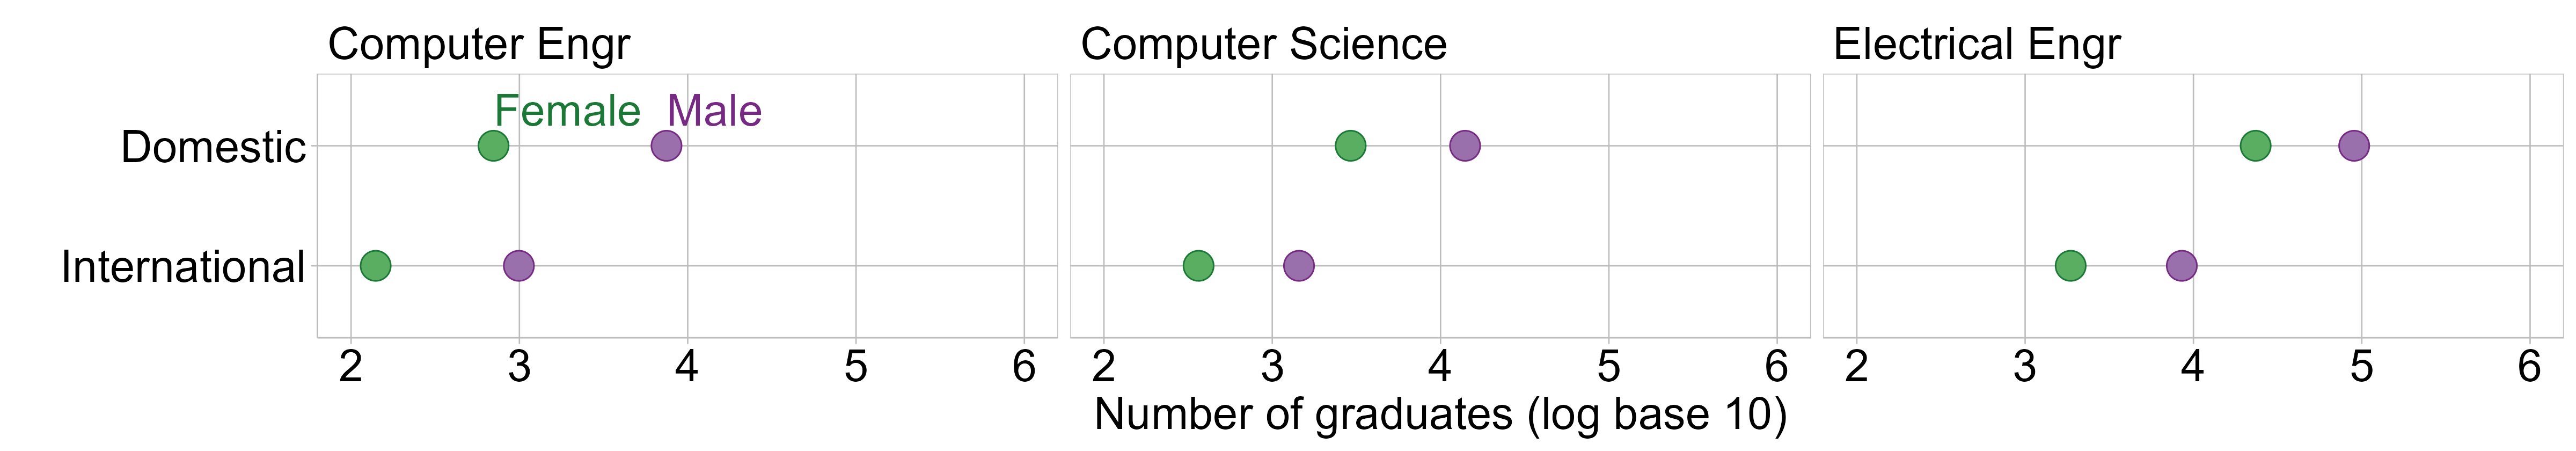 Computer Engr Computer Science Electrical Engr
Female Male
Domestic
International
2 3 4 5 6 2 3 4 5 6 2 3 4 5 6
Number of graduates (log base 10)